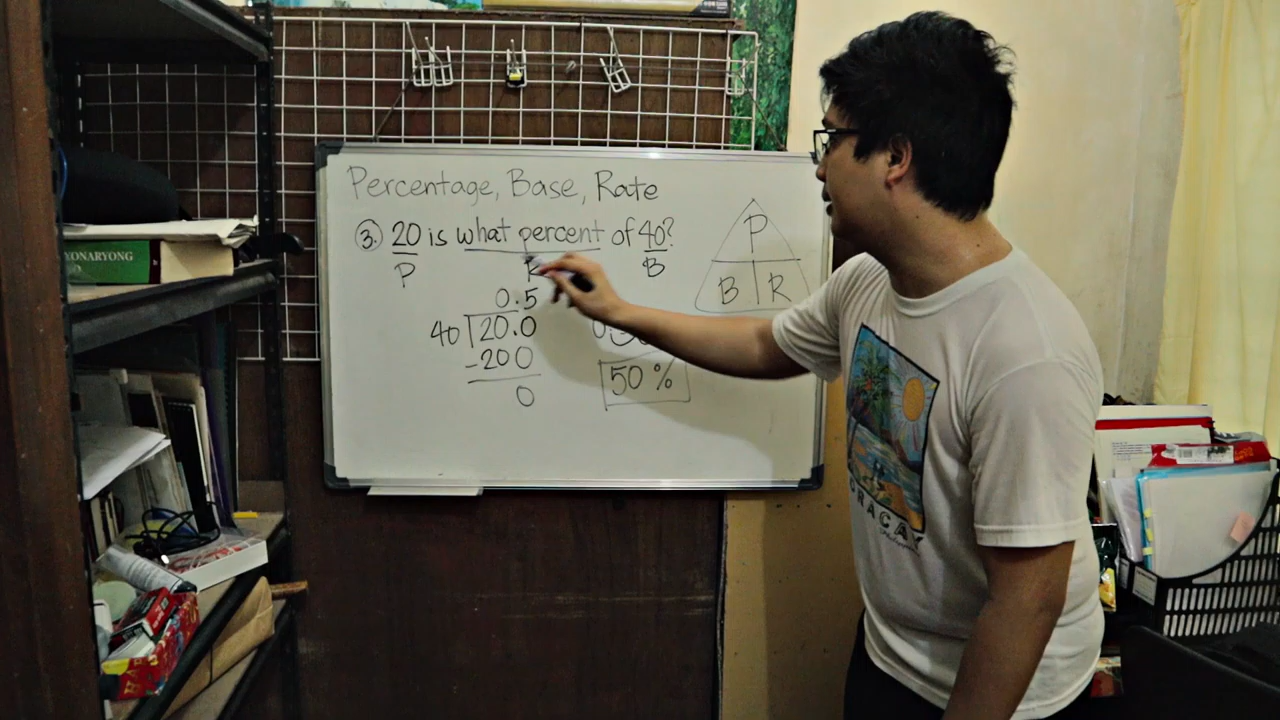 Percentage, Base, Rate
3. 20 is what percent of 40?
P R B
0.5
40 20.0
-200
0
50 %
P
B R
ONARYONG
ORACAY